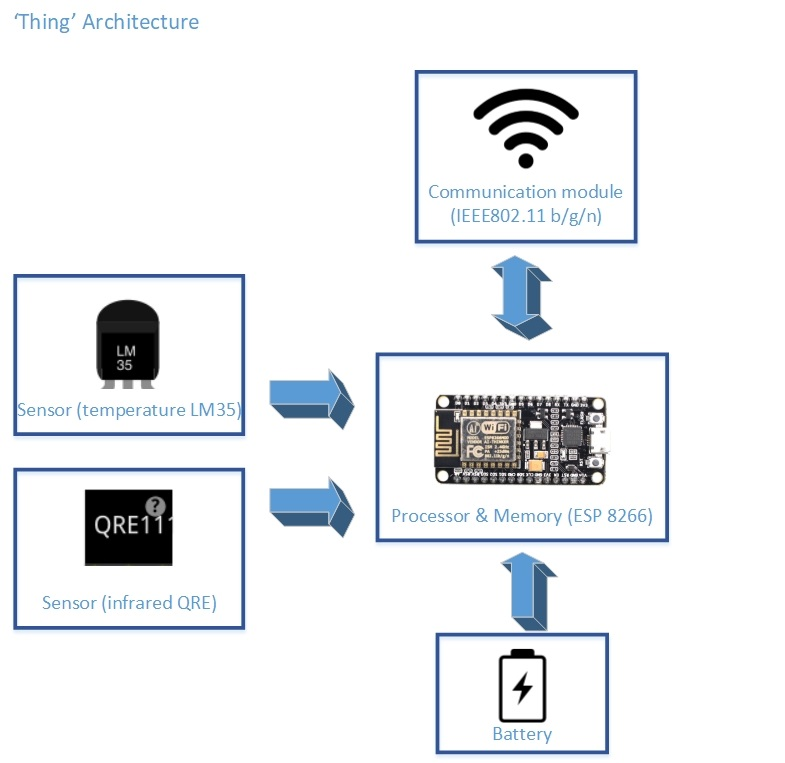 ‘Thing’ Architecture
Communication module
(IEEE802.11 b/g/n)
LM
35
Sensor (temperature LM35)
?
QRE111
Sensor (infrared QRE)
WiFi
Processor & Memory (ESP 8266)
Battery